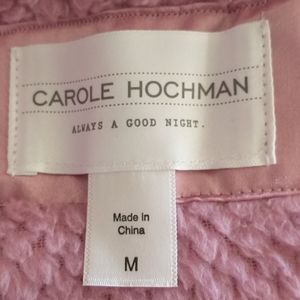 CAROLE HOCHMAN
ALWAYS A GOOD NIGHT.
Made in
China
M